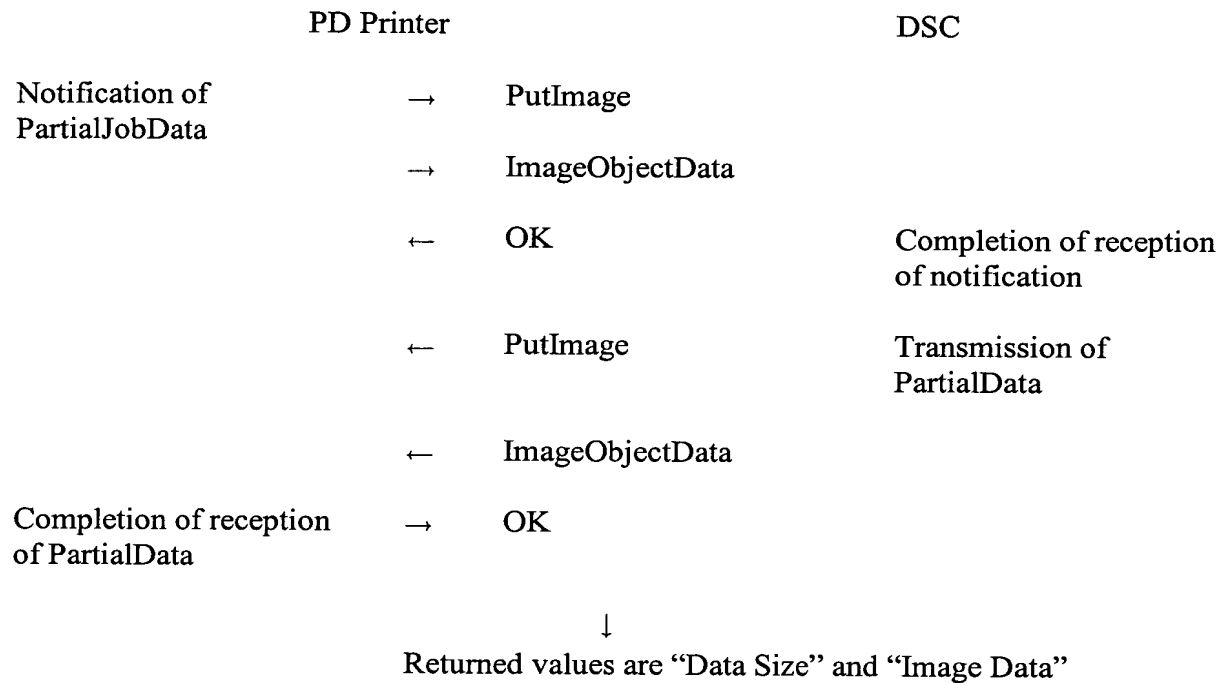 PD Printer DSC
Notification of → PutImage
PartialJobData
→ ImageObjectData
← OK Completion of reception
of notification
← PutImage Transmission of
PartialData
← ImageObjectData
Completion of reception → OK
of PartialData
↓
Returned values are “Data Size” and “Image Data”